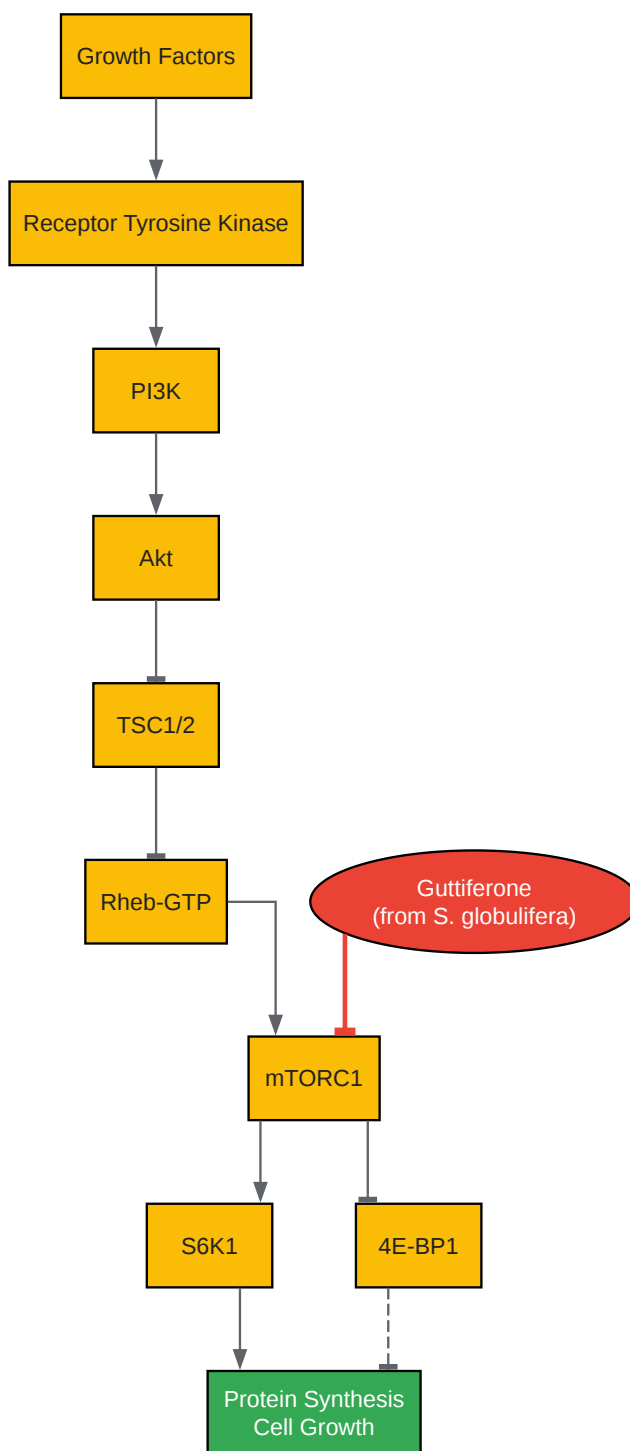 Growth Factors
Receptor Tyrosine Kinase
PI3K
Akt
TSC1/2
Rheb-GTP
Guttiferone
(from S. globulifera)
mTORC1
S6K1
4E-BP1
Protein Synthesis
Cell Growth